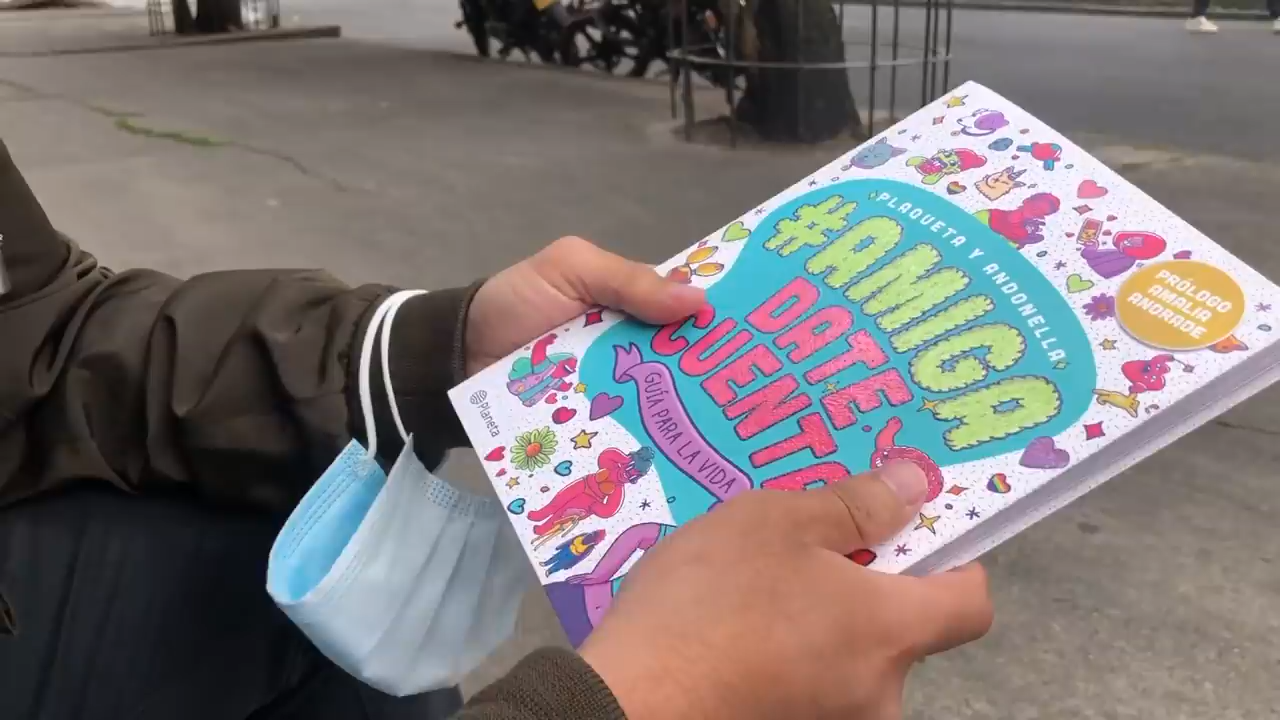 PLAQUETA Y ANDONELLA
#AMIGA
DATE
CUENTA
GUÍA PARA LA VIDA
PRÓLOGO
AMALIA
ANDRADE
Planeta